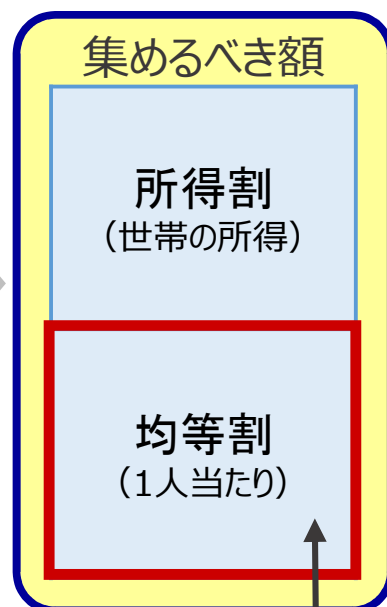 集めるべき額
所得割
（世帯の所得）
均等割
（1人当たり）